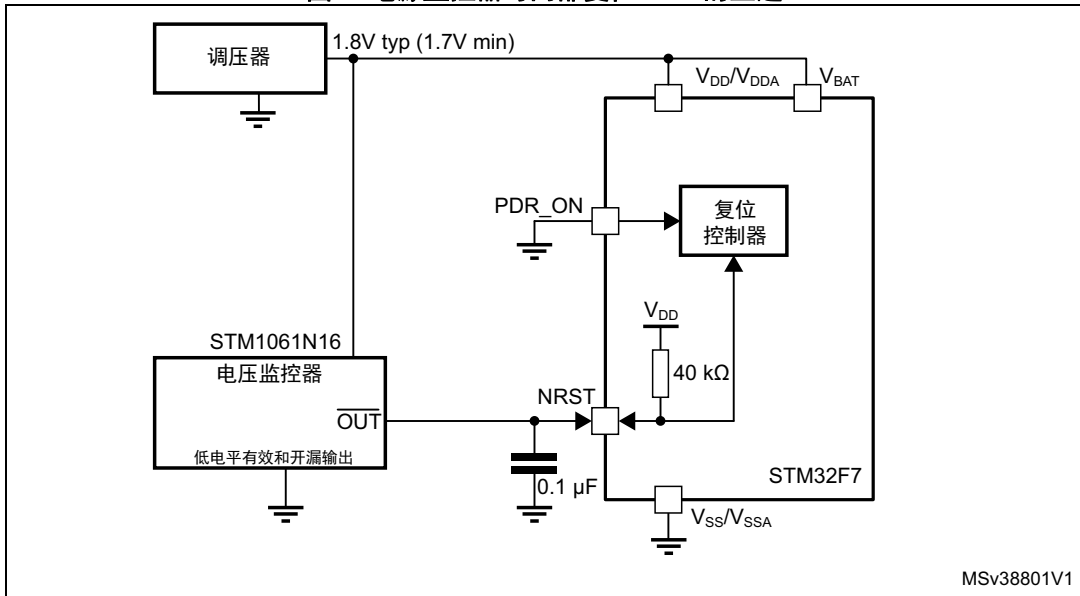 调压器
1.8V typ (1.7V min)
VDD/VDDA
VBAT
PDR_ON
复位
控制器
VDD
40 kΩ
STM1061N16
电压监控器
OUT
低电平有效和开漏输出
NRST
0.1 µF
STM32F7
VSS/VSSA
MSv38801V1